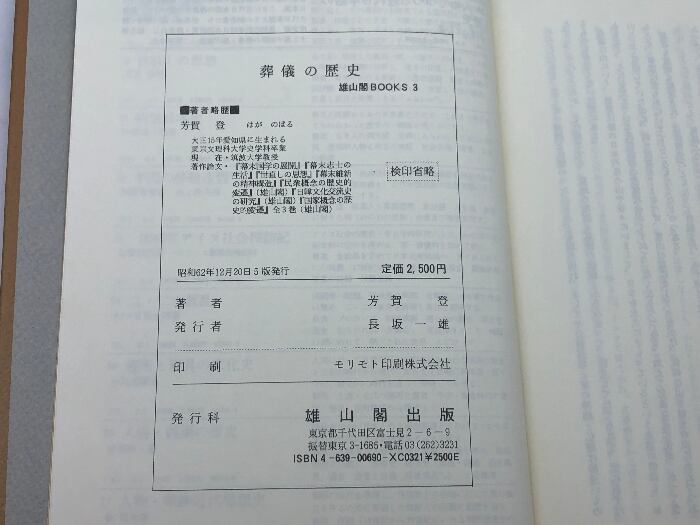 葬儀の歴史
雄山閣BOOKS 3
■著者略歴■
芳賀 登 はが のぼる
大正15年愛知県に生まれる
東京文理科大学史学科卒業
現 在・筑波大学教授
著作論文・『幕末国学の展開』『幕末志士の
生活』『世直しの思想』『幕末維新
の精神構造』『民衆概念の歴史的
変遷』(雄山閣)『日韓文化交流史
の研究』(雄山閣)『国家概念の歴
史的変遷』全3巻(雄山閣)
検印省略
昭和62年12月20日5版発行 定価2,500円
著者 芳賀 登
発行者 長坂一雄
印刷 モリモト印刷株式会社
発行科 雄山閣出版
東京都千代田区富士見2-6-9
振替東京3-1685・電話03(262)3231
ISBN4-639-00690-XC0321¥2500E